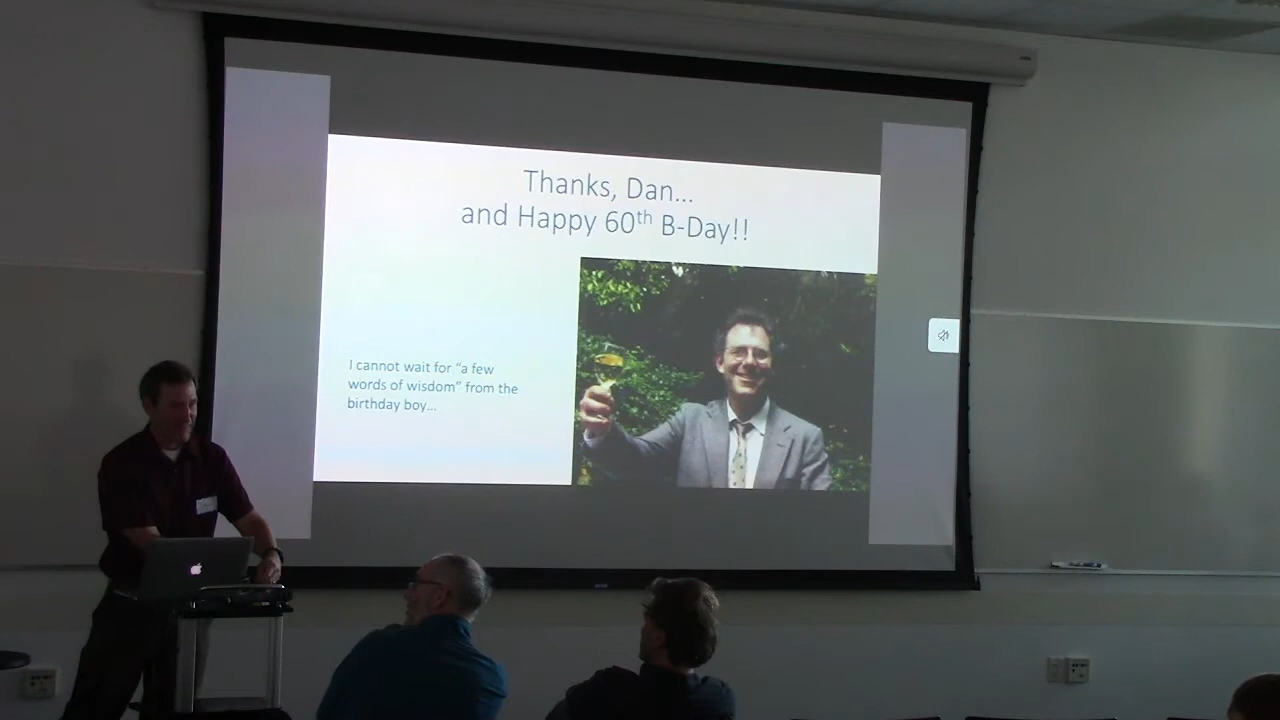 Thanks, Dan...
and Happy 60th B-Day!!
I cannot wait for “a few
words of wisdom” from the
birthday boy...